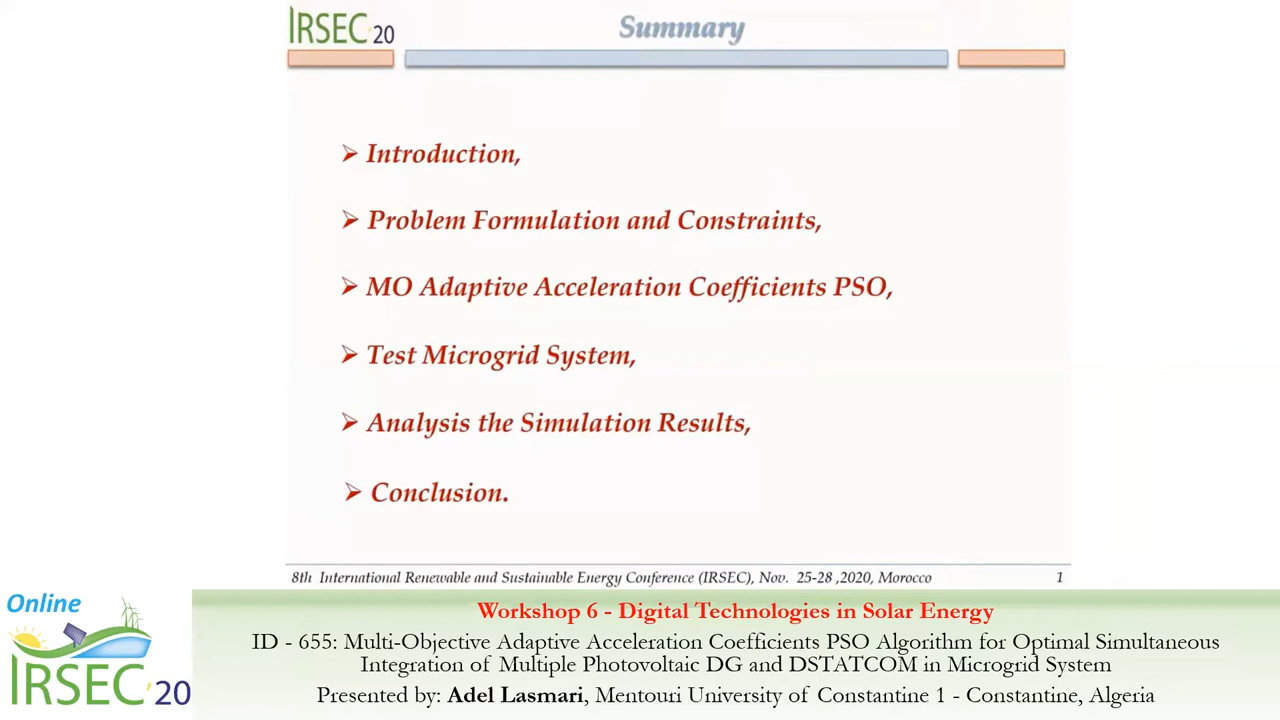 IRSEC'20
Summary
Introduction,
Problem Formulation and Constraints,
MO Adaptive Acceleration Coefficients PSO,
Test Microgrid System,
Analysis the Simulation Results,
Conclusion.
8th International Renewable and Sustainable Energy Conference (IRSEC), Nov. 25-28 ,2020, Morocco 1
Online
IRSEC'20
Workshop 6 - Digital Technologies in Solar Energy
ID - 655: Multi-Objective Adaptive Acceleration Coefficients PSO Algorithm for Optimal Simultaneous
Integration of Multiple Photovoltaic DG and DSTATCOM in Microgrid System
Presented by: Adel Lasmari, Mentouri University of Constantine 1 - Constantine, Algeria